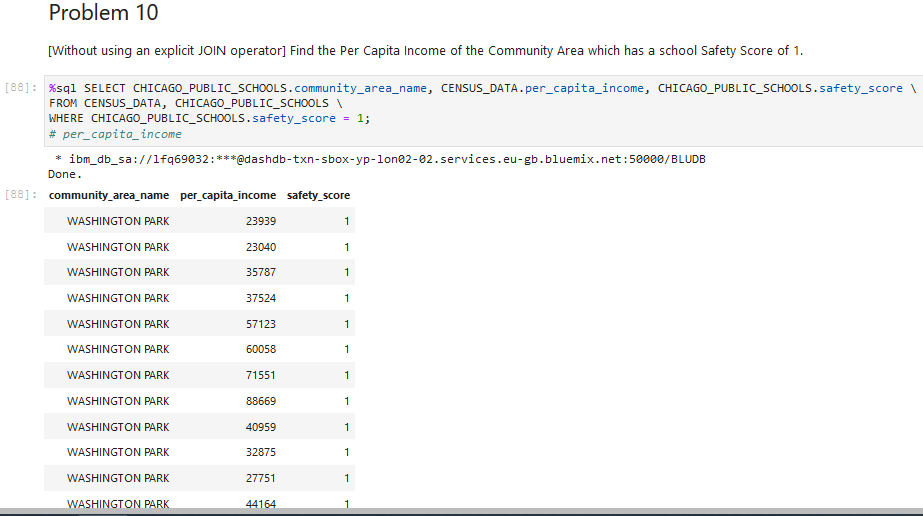 Problem 10
[Without using an explicit JOIN operator] Find the Per Capita Income of the Community Area which has a school Safety Score of 1.
[88]: %sql SELECT CHICAGO_PUBLIC_SCHOOLS.community_area_name, CENSUS_DATA.per_capita_income, CHICAGO_PUBLIC_SCHOOLS.safety_score \
FROM CENSUS_DATA, CHICAGO_PUBLIC_SCHOOLS \
WHERE CHICAGO_PUBLIC_SCHOOLS.safety_score = 1;
# per_capita_income
* ibm_db_sa://lfq69032:***@dashdb-txn-sbox-yp-lon02-02.services.eu-gb.bluemix.net:50000/BLUDB
Done.
[88]: community_area_name per_capita_income safety_score
WASHINGTON PARK 23939 1
WASHINGTON PARK 23040 1
WASHINGTON PARK 35787 1
WASHINGTON PARK 37524 1
WASHINGTON PARK 57123 1
WASHINGTON PARK 60058 1
WASHINGTON PARK 71551 1
WASHINGTON PARK 88669 1
WASHINGTON PARK 40959 1
WASHINGTON PARK 32875 1
WASHINGTON PARK 27751 1
WASHINGTON PARK 44164 1